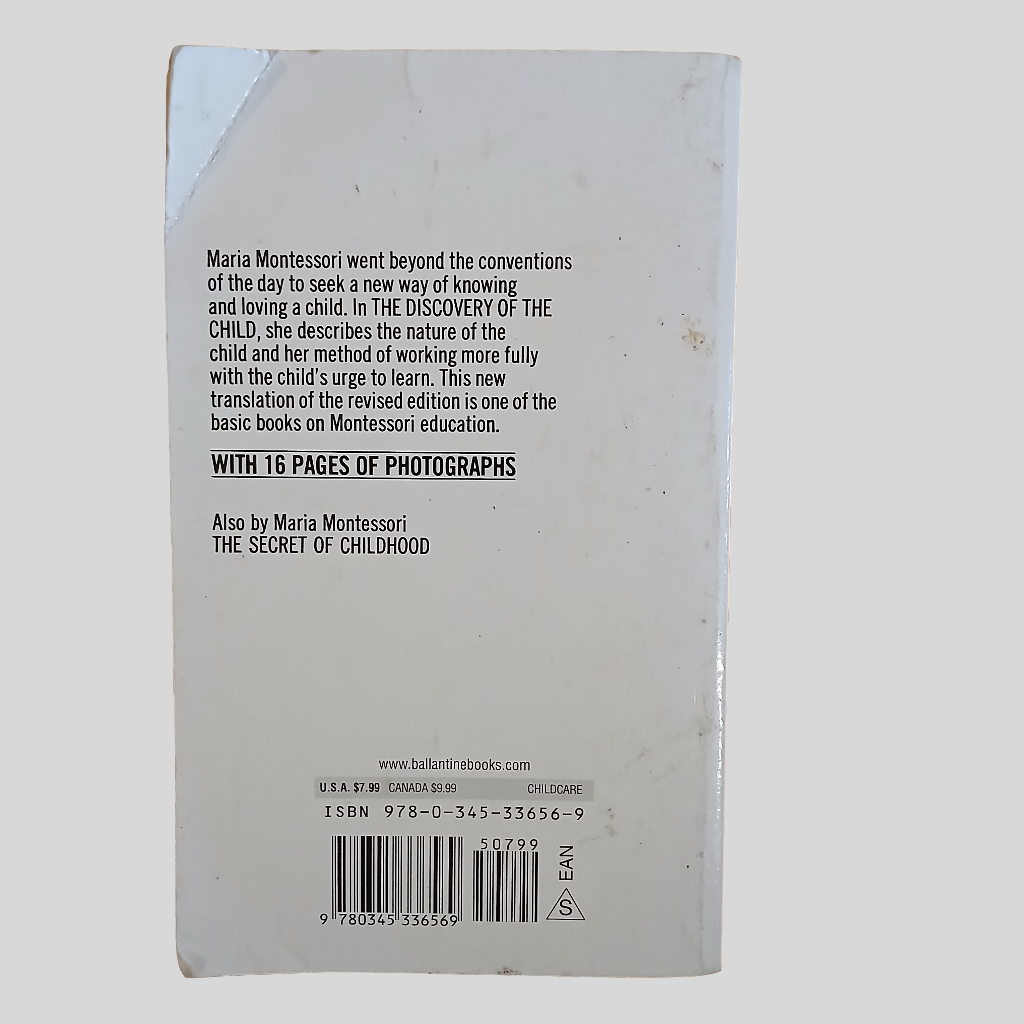 Maria Montessori went beyond the conventions
of the day to seek a new way of knowing
and loving a child. In THE DISCOVERY OF THE
CHILD, she describes the nature of the
child and her method of working more fully
with the child's urge to learn. This new
translation of the revised edition is one of the
basic books on Montessori education.
WITH 16 PAGES OF PHOTOGRAPHS
Also by Maria Montessori
THE SECRET OF CHILDHOOD
www.ballantinebooks.com
U.S.A. $7.99 CANADA $9.99 CHILDCARE
ISBN 978-0-345-33656-9
50799
EAN
S
9 780345 336569